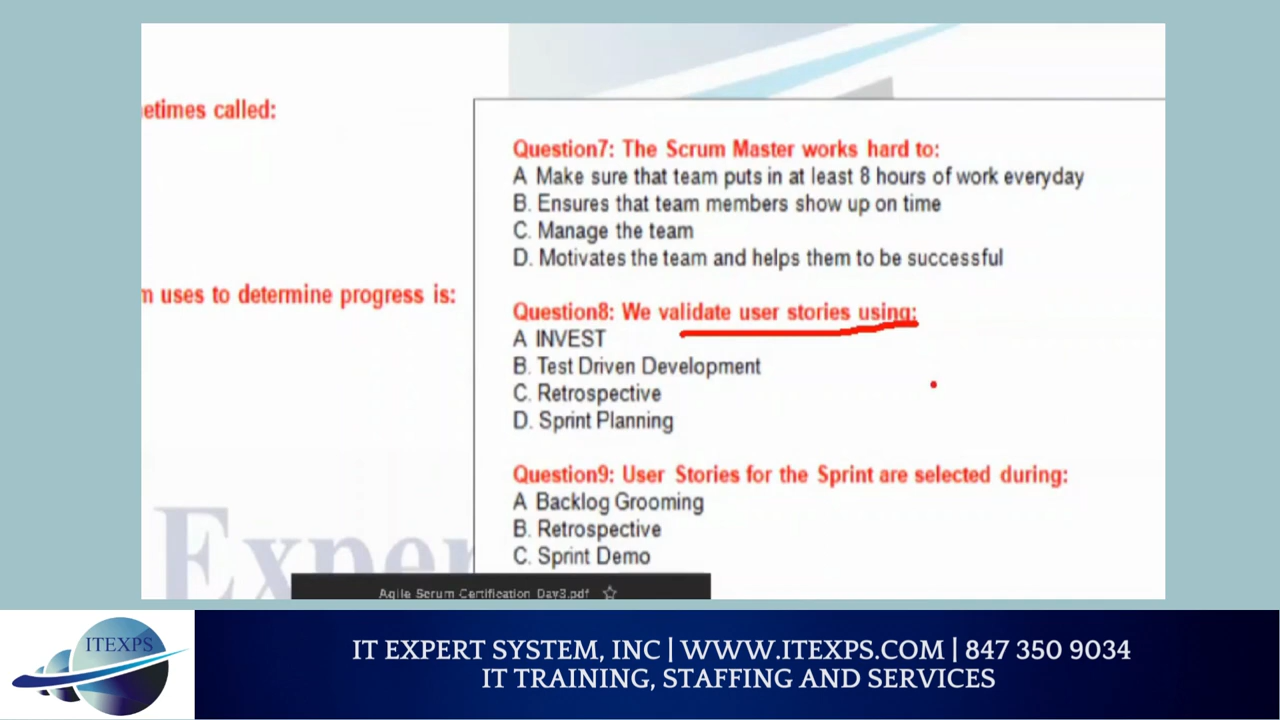 etimes called:
m uses to determine progress is:
Question7: The Scrum Master works hard to:
A Make sure that team puts in at least 8 hours of work everyday
B. Ensures that team members show up on time
C. Manage the team
D. Motivates the team and helps them to be successful
Question8: We validate user stories using:
A INVEST
B. Test Driven Development
C. Retrospective
D. Sprint Planning
Question9: User Stories for the Sprint are selected during:
A Backlog Grooming
B. Retrospective
C. Sprint Demo
Exper
Agile Scrum Certification Day3.pdf
ITEXPS
IT EXPERT SYSTEM, INC | WWW.ITEXPS.COM | 847 350 9034
IT TRAINING, STAFFING AND SERVICES